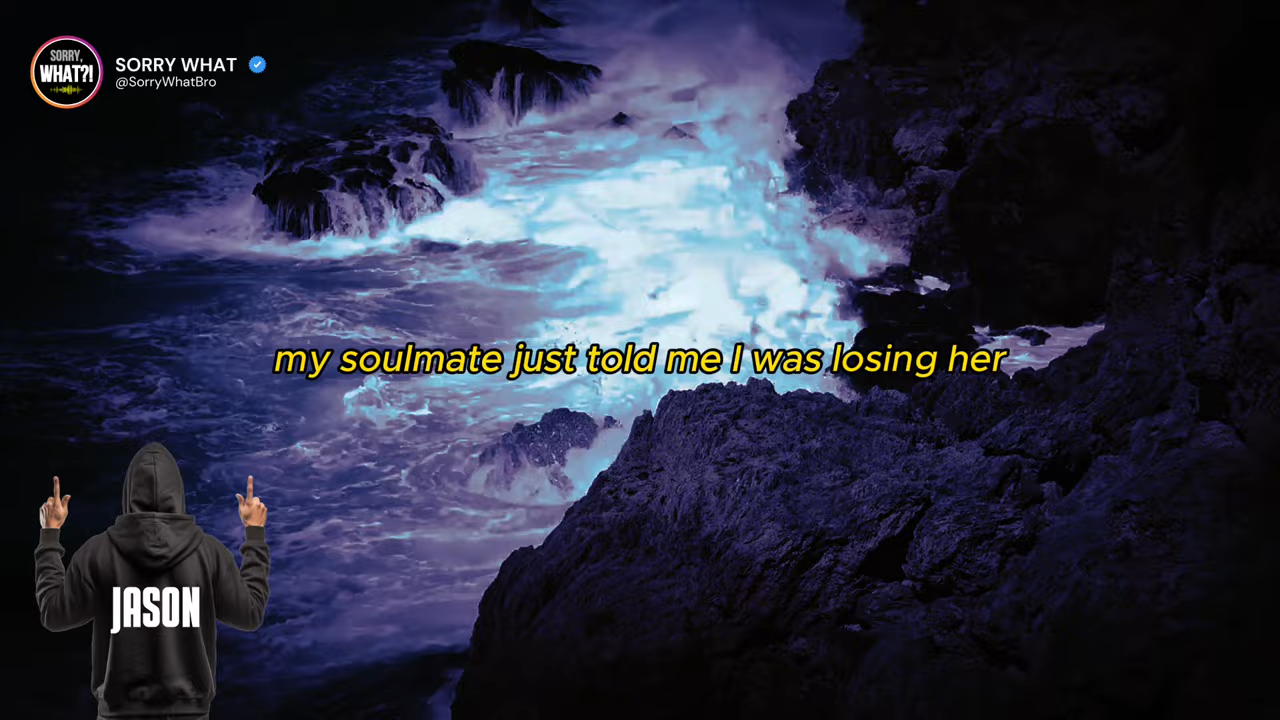 SORRY,
WHAT?!
SORRY WHAT
@SorryWhatBro
my soulmate just told me I was losing her
JASON